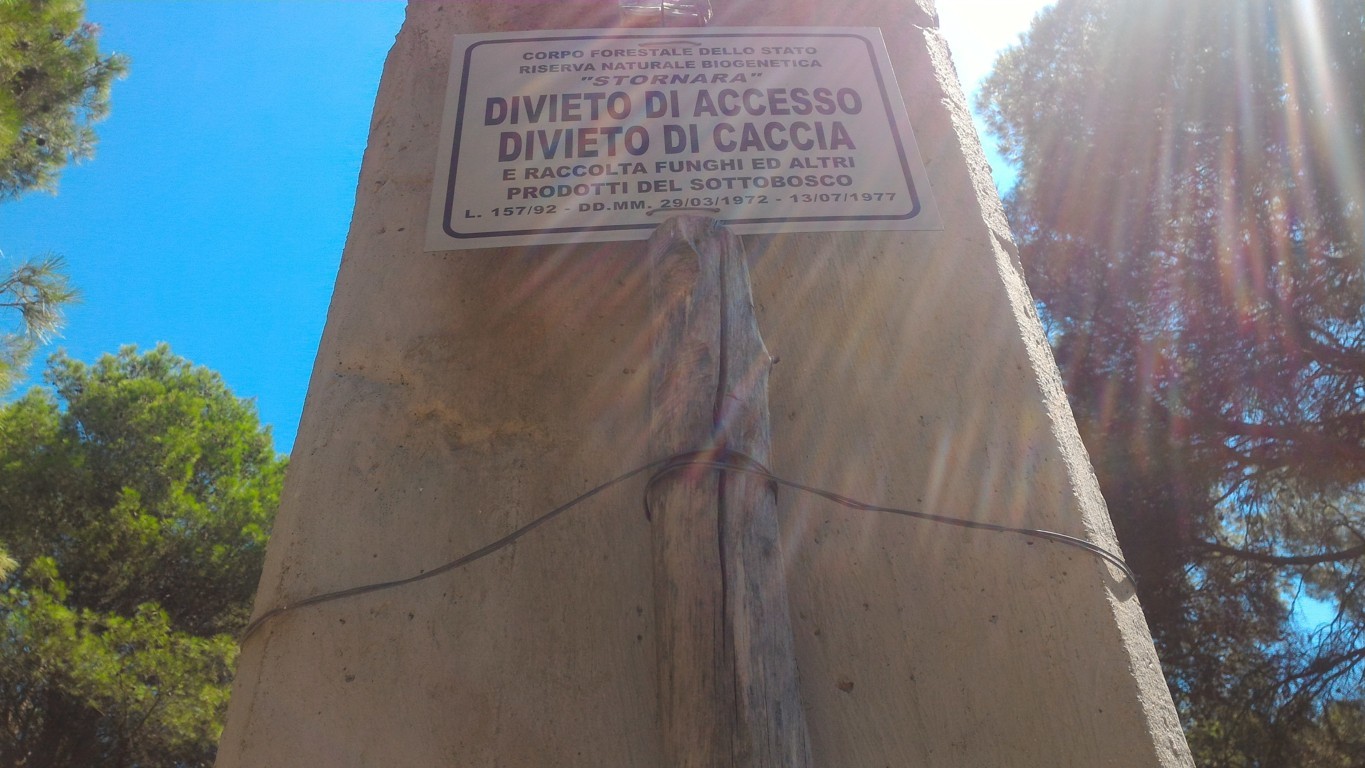 CORPO FORESTALE DELLO STATO
RISERVA NATURALE BIOGENETICA
"STORNARA"
DIVIETO DI ACCESSO
DIVIETO DI CACCIA
E RACCOLTA FUNGHI ED ALTRI
PRODOTTI DEL SOTTOBOSCO
L. 157/92 - DD.MM. 29/03/1972 - 13/07/1977